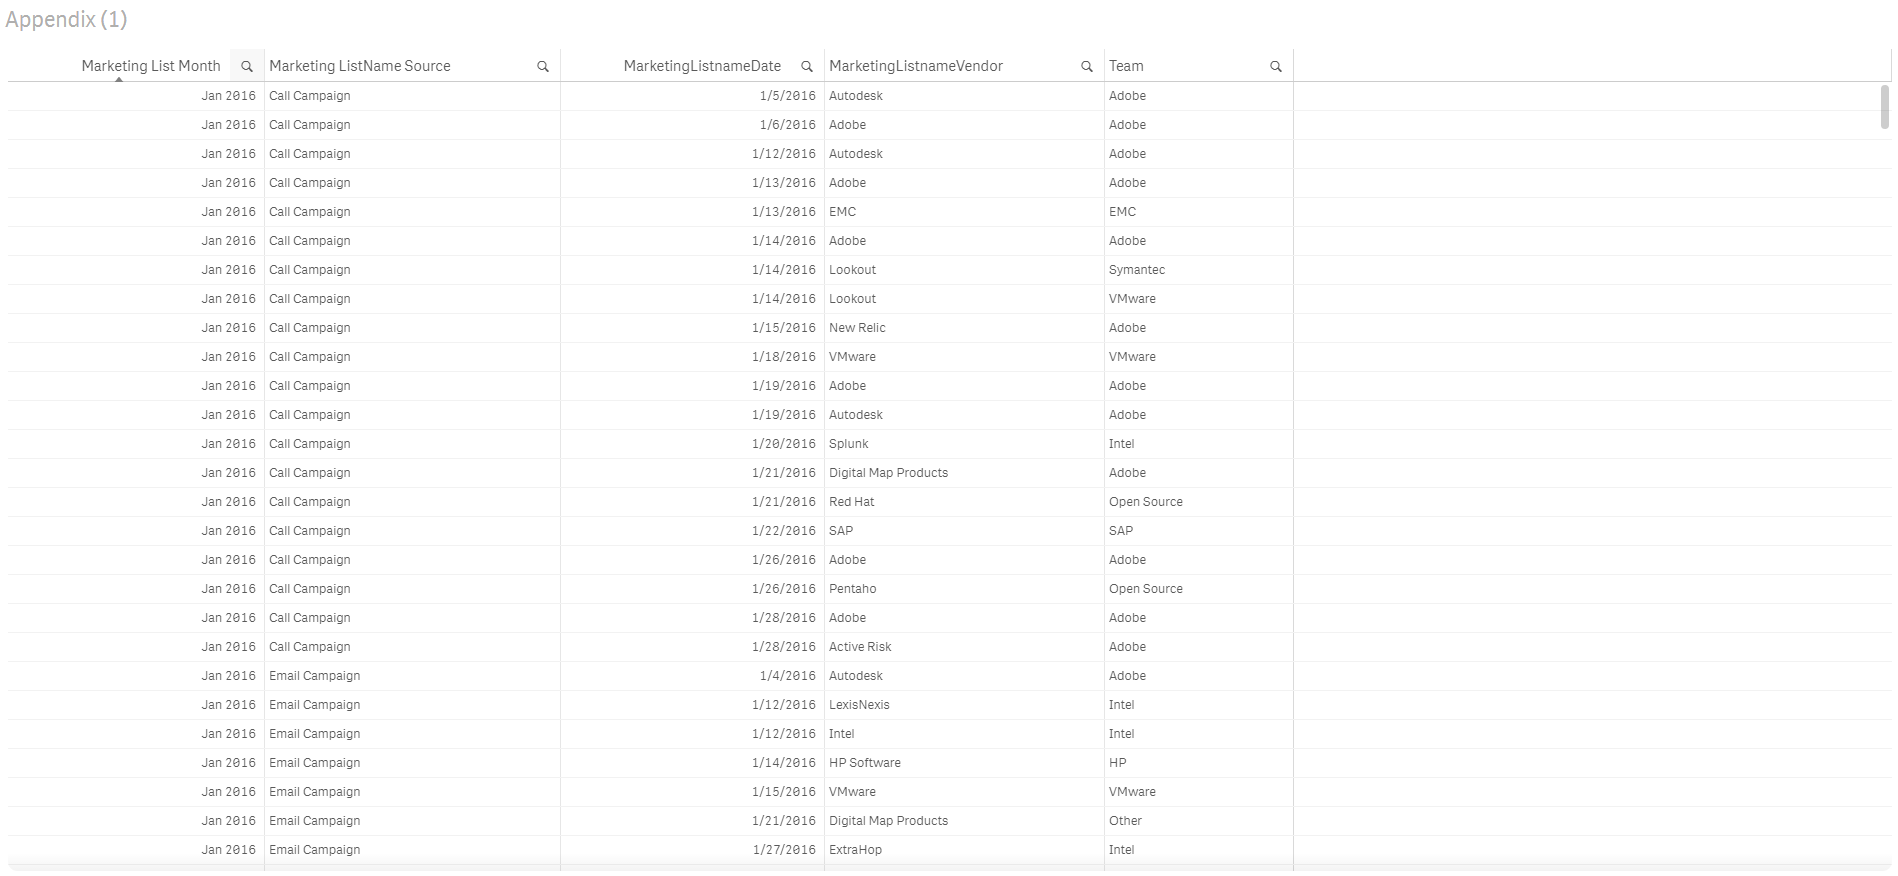 Appendix (1)
Marketing List Month Marketing ListName Source MarketingListnameDate MarketingListnameVendor Team
Jan 2016 Call Campaign 1/5/2016 Autodesk Adobe
Jan 2016 Call Campaign 1/6/2016 Adobe Adobe
Jan 2016 Call Campaign 1/12/2016 Autodesk Adobe
Jan 2016 Call Campaign 1/13/2016 Adobe Adobe
Jan 2016 Call Campaign 1/13/2016 EMC EMC
Jan 2016 Call Campaign 1/14/2016 Adobe Adobe
Jan 2016 Call Campaign 1/14/2016 Lookout Symantec
Jan 2016 Call Campaign 1/14/2016 Lookout VMware
Jan 2016 Call Campaign 1/15/2016 New Relic Adobe
Jan 2016 Call Campaign 1/18/2016 VMware VMware
Jan 2016 Call Campaign 1/19/2016 Adobe Adobe
Jan 2016 Call Campaign 1/19/2016 Autodesk Adobe
Jan 2016 Call Campaign 1/20/2016 Splunk Intel
Jan 2016 Call Campaign 1/21/2016 Digital Map Products Adobe
Jan 2016 Call Campaign 1/21/2016 Red Hat Open Source
Jan 2016 Call Campaign 1/22/2016 SAP SAP
Jan 2016 Call Campaign 1/26/2016 Adobe Adobe
Jan 2016 Call Campaign 1/26/2016 Pentaho Open Source
Jan 2016 Call Campaign 1/28/2016 Adobe Adobe
Jan 2016 Call Campaign 1/28/2016 Active Risk Adobe
Jan 2016 Email Campaign 1/4/2016 Autodesk Adobe
Jan 2016 Email Campaign 1/12/2016 LexisNexis Intel
Jan 2016 Email Campaign 1/12/2016 Intel Intel
Jan 2016 Email Campaign 1/14/2016 HP Software HP
Jan 2016 Email Campaign 1/15/2016 VMware VMware
Jan 2016 Email Campaign 1/21/2016 Digital Map Products Other
Jan 2016 Email Campaign 1/27/2016 ExtraHop Intel